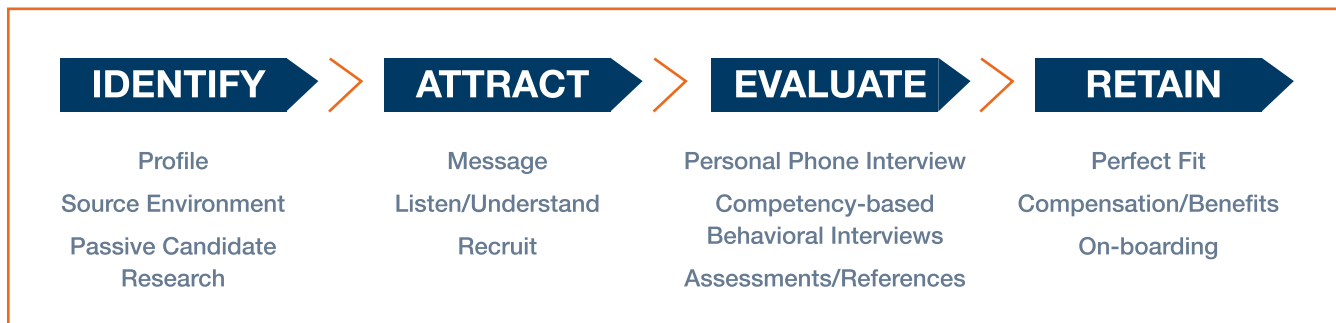 IDENTIFY
Profile
Source Environment
Passive Candidate
Research
ATTRACT
Message
Listen/Understand
Recruit
EVALUATE
Personal Phone Interview
Competency-based
Behavioral Interviews
Assessments/References
RETAIN
Perfect Fit
Compensation/Benefits
On-boarding